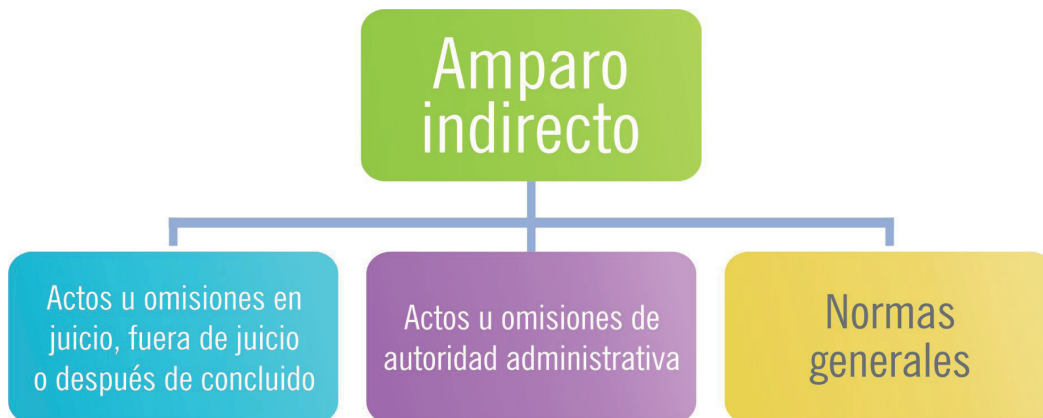 Amparo
indirecto
Actos u omisiones en
juicio, fuera de juicio
o después de concluido
Actos u omisiones de
autoridad administrativa
Normas
generales